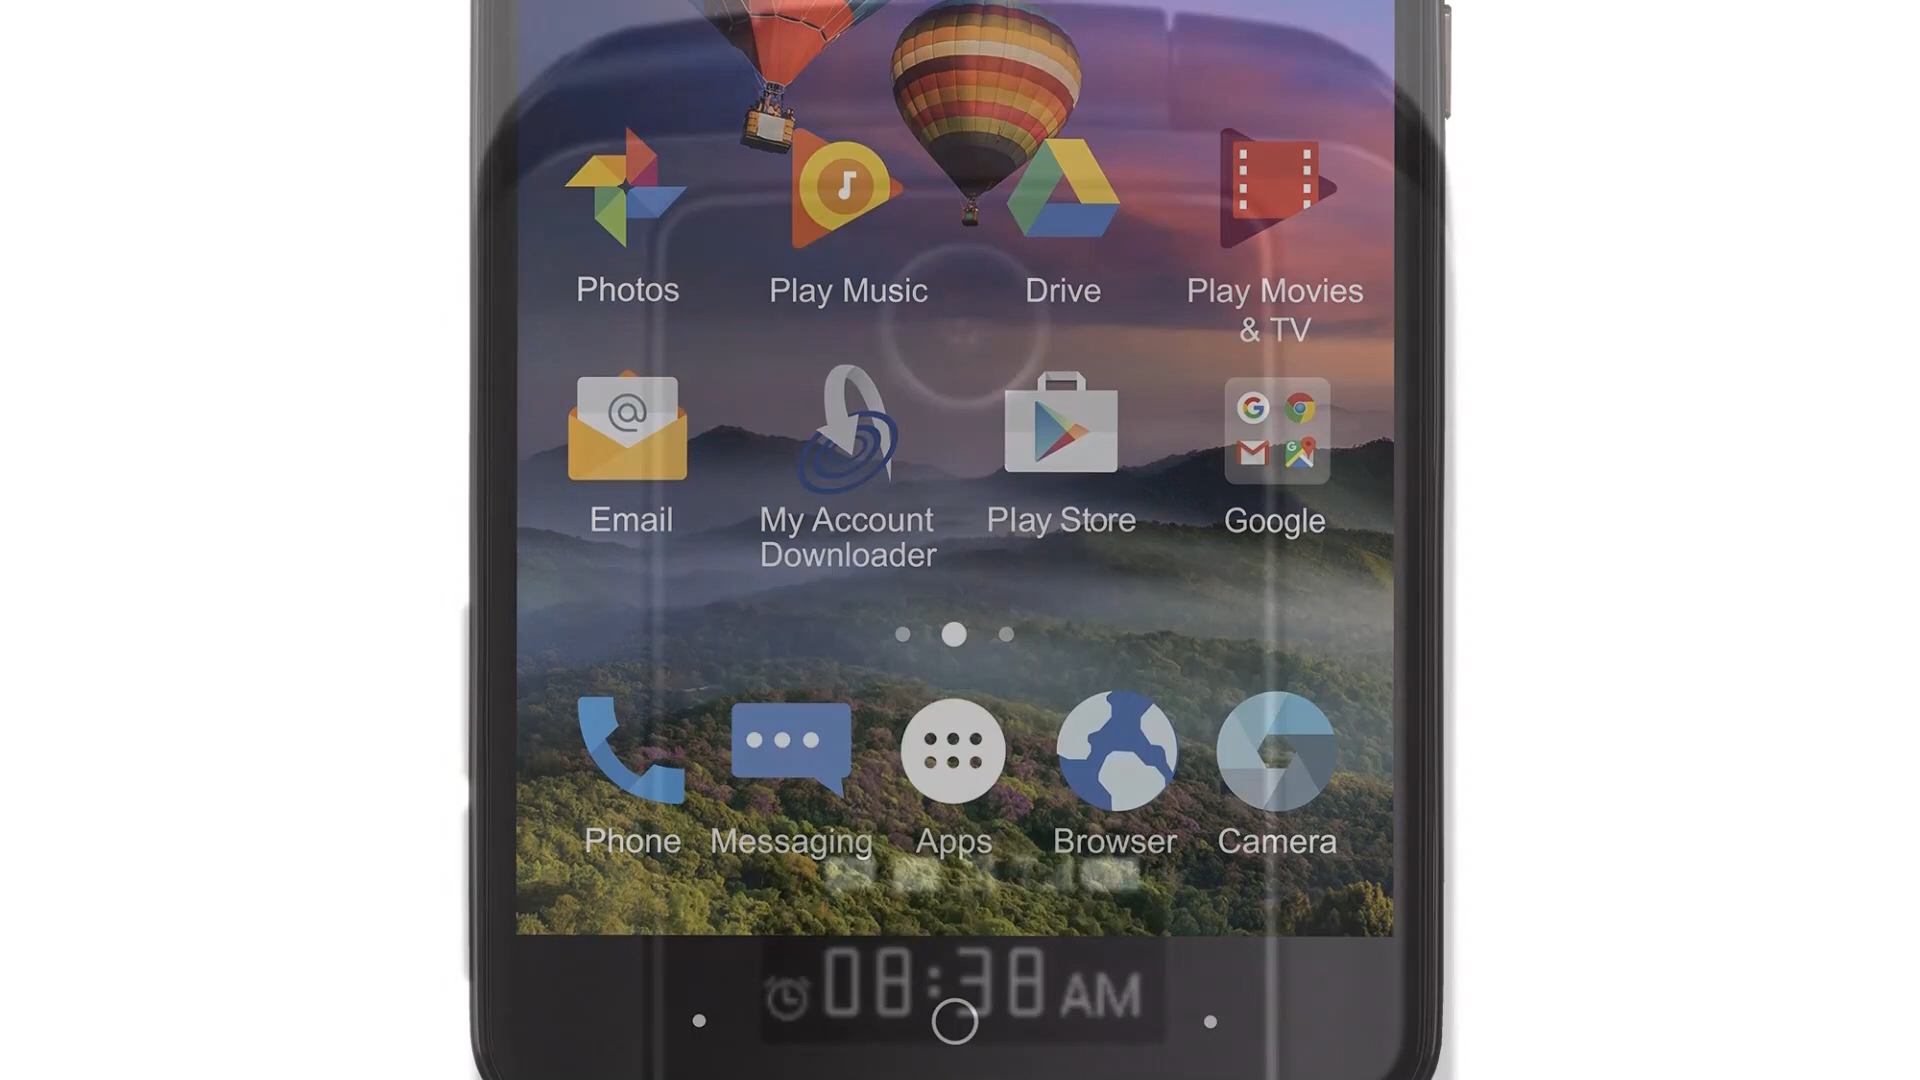 Photos
Play Music
Drive
Play Movies
& TV
@
Email
My Account
Downloader
Play Store
G
G
Google
Phone
Messaging
Apps
Browser
Camera
08:38 AM